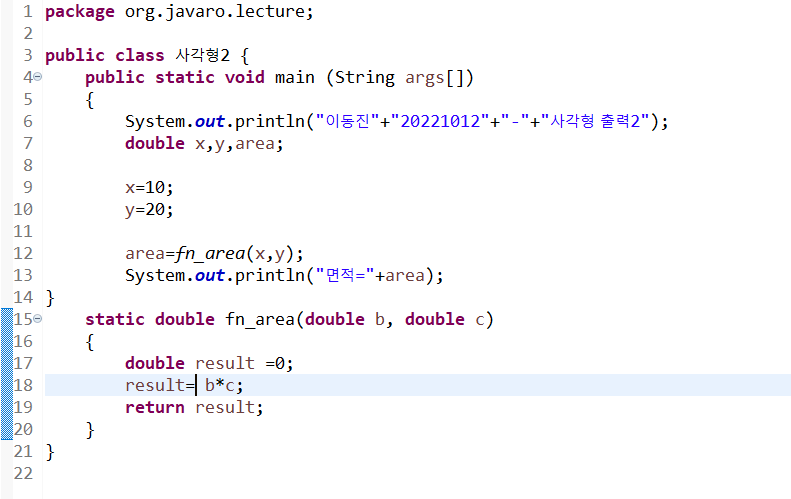 1 package org.javaro.lecture;
2
3 public class 사각형2 {
4 public static void main (String args[])
5 {
6 System.out.println("이동진"+"20221012"+"-"+"사각형 출력2");
7 double x,y,area;
8
9 x=10;
10 y=20;
11
12 area=fn_area(x,y);
13 System.out.println("면적="+area);
14 }
15 static double fn_area(double b, double c)
16 {
17 double result =0;
18 result= b*c;
19 return result;
20 }
21 }
22